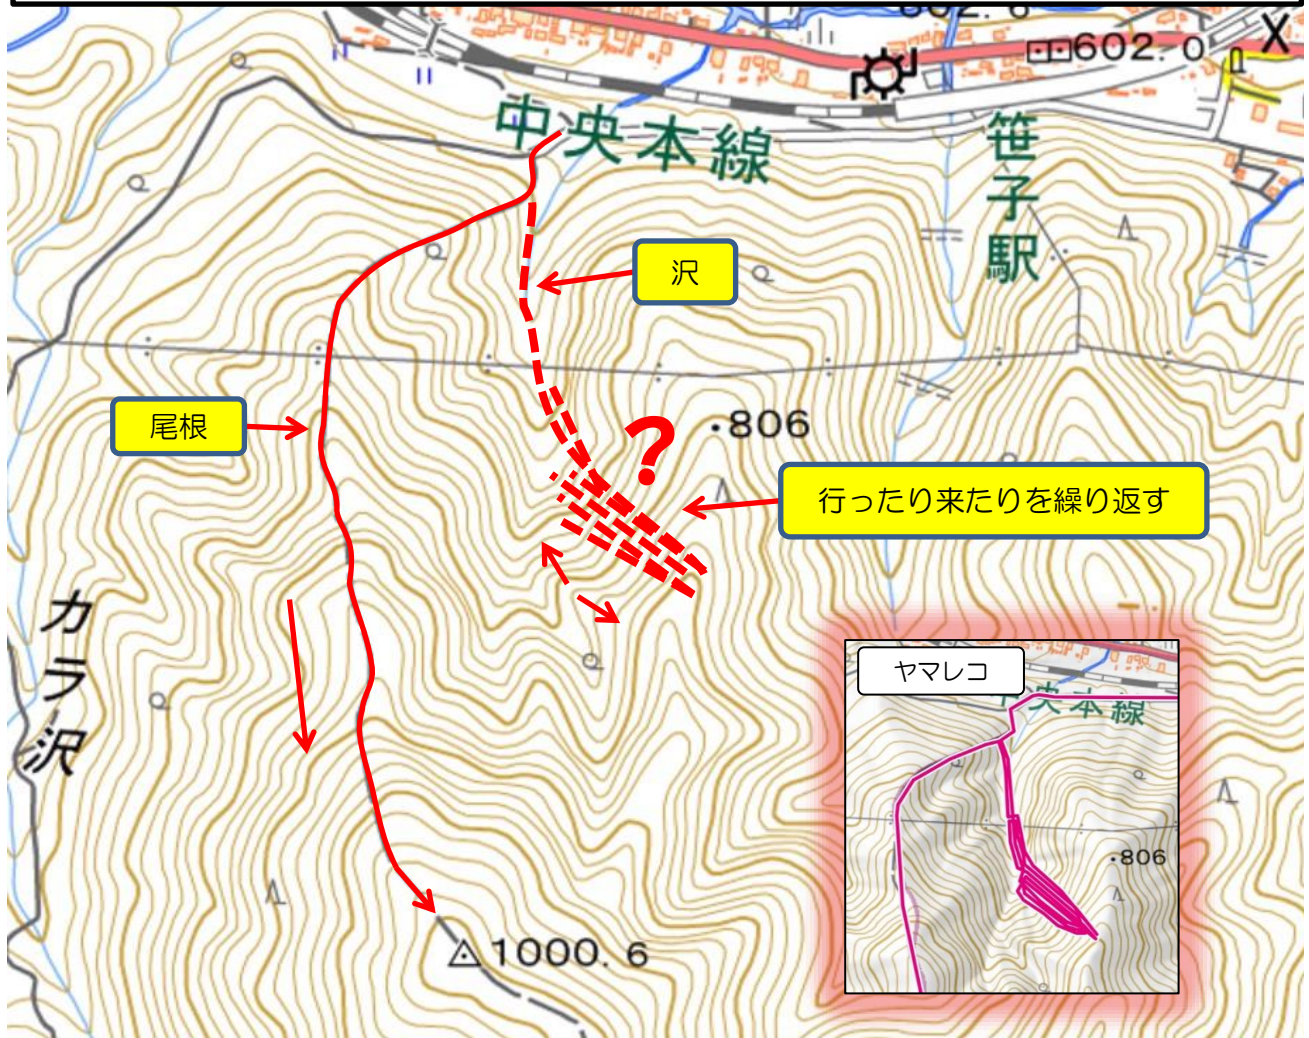 602.0
中央本線
笹子駅
沢
尾根
?
・806
行ったり来たりを繰り返す
カラ沢
ヤマレコ
中央本線
・806
1000.6